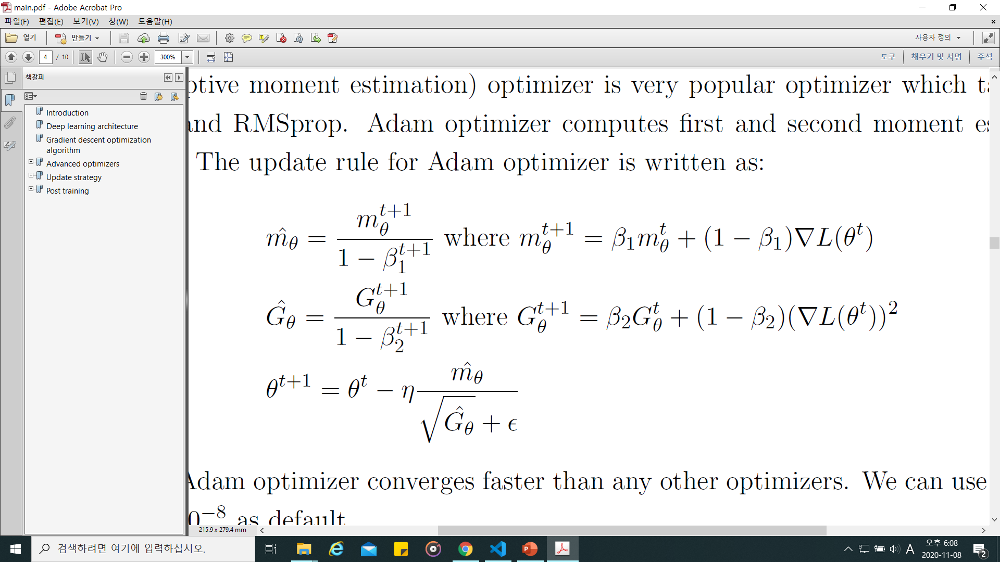 main.pdf - Adobe Acrobat Pro
파일(F) 편집(E) 보기(V) 창(W) 도움말(H)
열기 만들기 사용자 정의
4 / 10 300% 도구 채우기 및 서명 주석
책갈피
Introduction
Deep learning architecture
Gradient descent optimization
algorithm
Advanced optimizers
Update strategy
Post training
ptive moment estimation) optimizer is very popular optimizer which ta
and RMSprop. Adam optimizer computes first and second moment es
The update rule for Adam optimizer is written as:
$\hat{m_\theta} = \frac{m_\theta^{t+1}}{1 - \beta_1^{t+1}}$ where $m_\theta^{t+1} = \beta_1 m_\theta^t + (1 - \beta_1)\nabla L(\theta^t)$
$\hat{G_\theta} = \frac{G_\theta^{t+1}}{1 - \beta_2^{t+1}}$ where $G_\theta^{t+1} = \beta_2 G_\theta^t + (1 - \beta_2)(\nabla L(\theta^t))^2$
$\theta^{t+1} = \theta^t - \eta \frac{\hat{m_\theta}}{\sqrt{\hat{G_\theta}} + \epsilon}$
Adam optimizer converges faster than any other optimizers. We can use
0^{-8} as default
215.9 x 279.4 mm
검색하려면 여기에 입력하십시오.
A
오후 6:08
2020-11-08
2